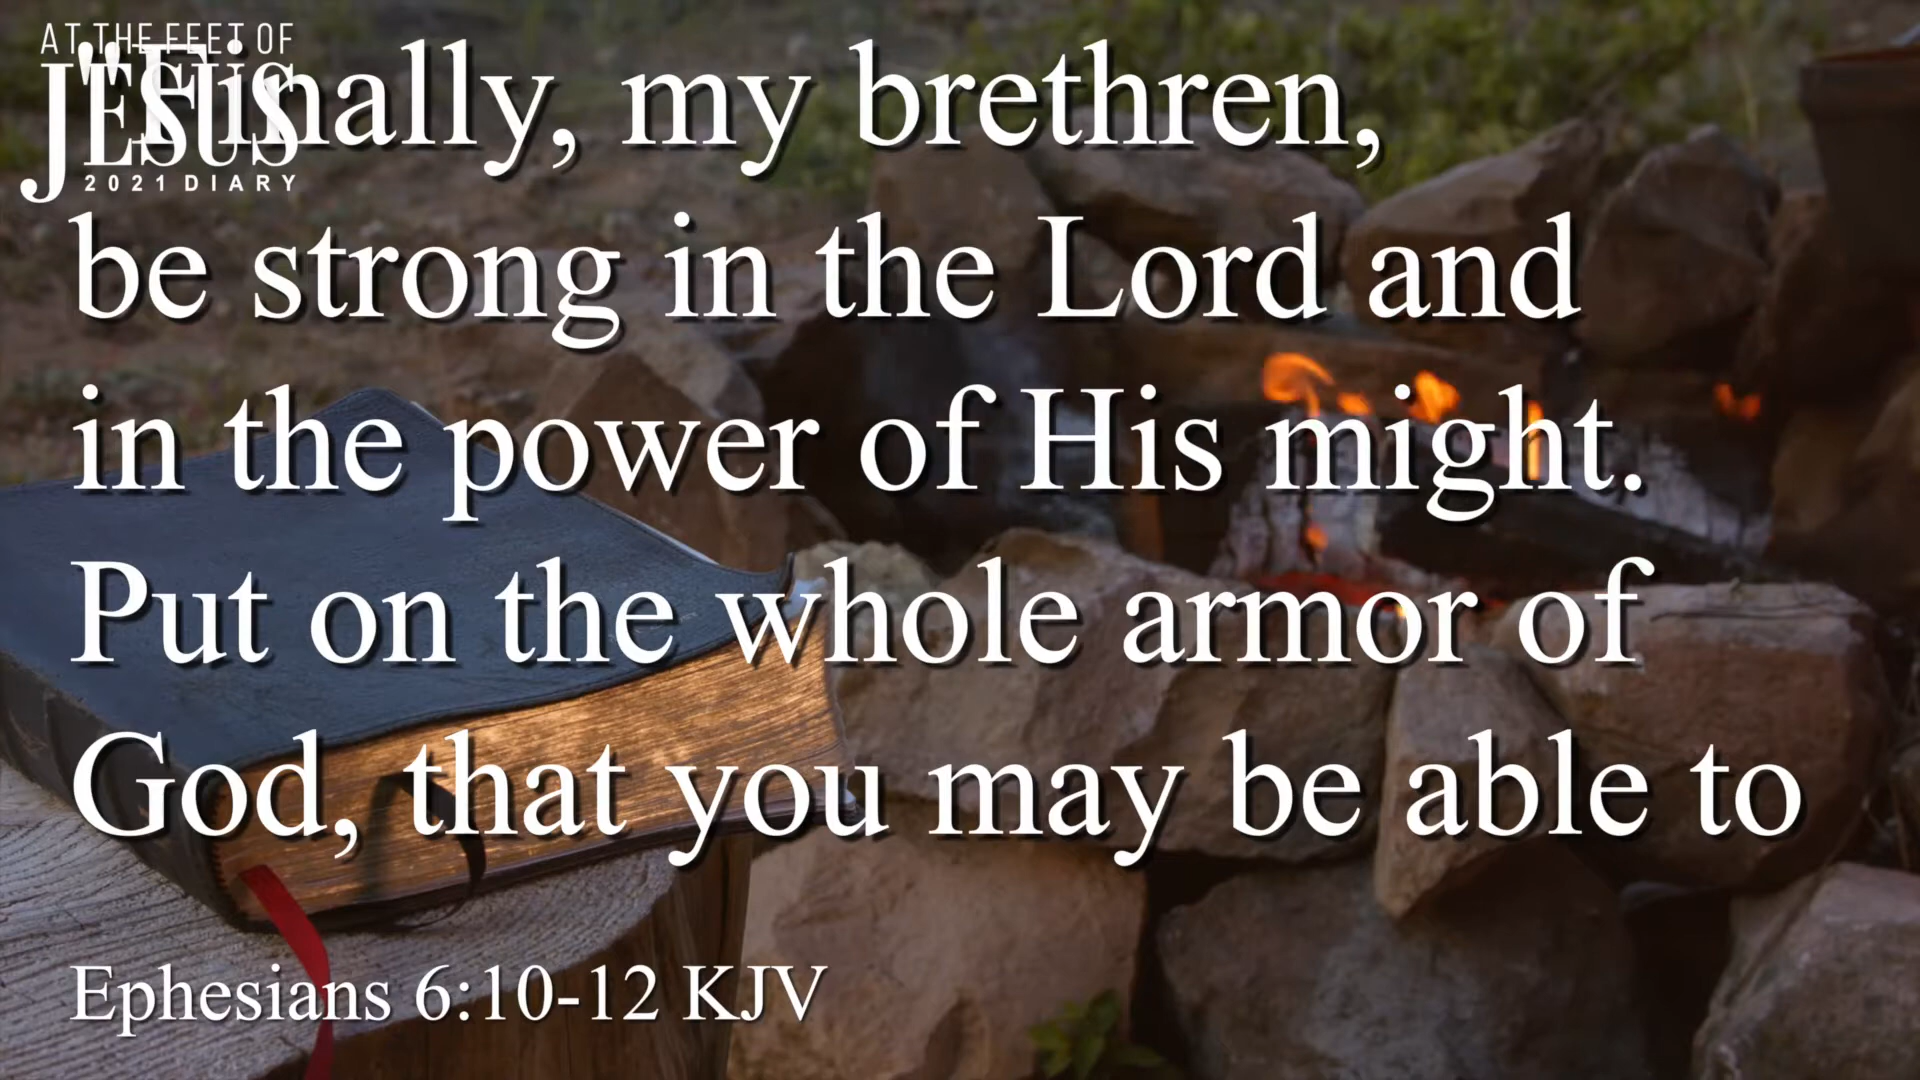 AT THE FEET OF
JESUS
2021 DIARY
"Finally, my brethren,
be strong in the Lord and
in the power of His might.
Put on the whole armor of
God, that you may be able to
Ephesians 6:10-12 KJV